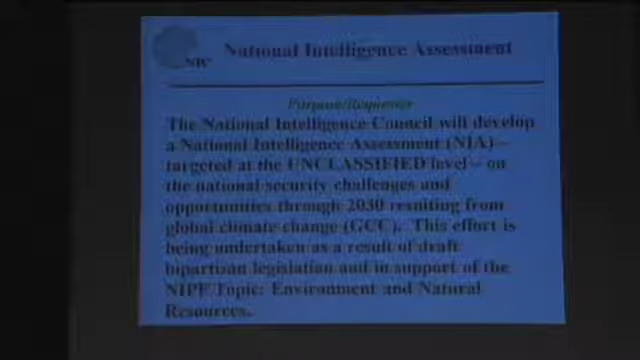 NIC
National Intelligence Assessment
Purpose/Requester
The National Intelligence Council will develop
a National Intelligence Assessment (NIA) –
targeted at the UNCLASSIFIED level – on
the national security challenges and
opportunities through 2030 resulting from
global climate change (GCC). This effort is
being undertaken as a result of draft
bipartisan legislation and in support of the
NIPF Topic: Environment and Natural
Resources.